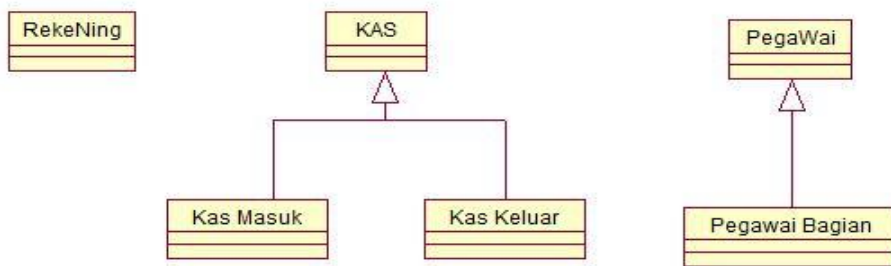 RekeNing
KAS
PegaWai
Kas Masuk
Kas Keluar
Pegawai Bagian